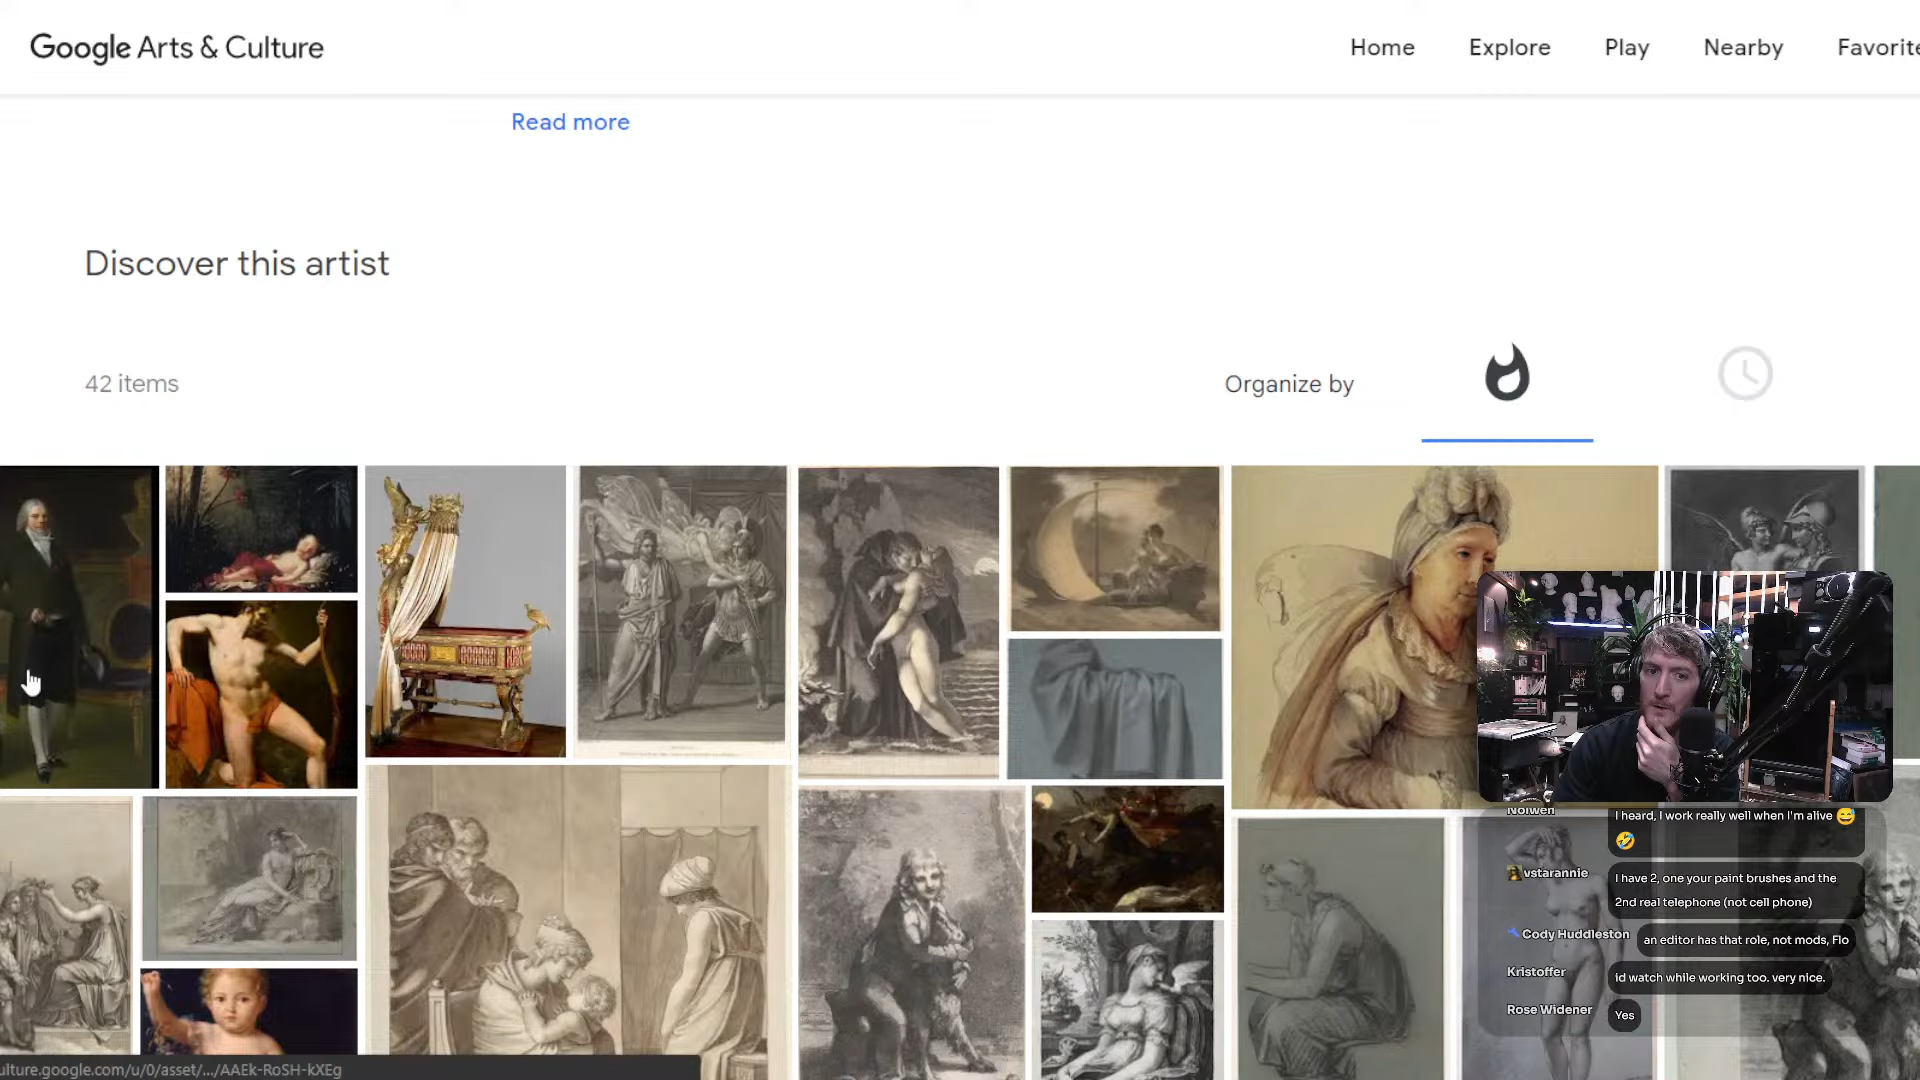 Google Arts & Culture
Home
Explore
Play
Nearby
Favorite
Read more
Discover this artist
42 items
Organize by
Nolwen
I heard, I work really well when I'm alive 😅
🤣
vstarannie
I have 2, one your paint brushes and the
2nd real telephone (not cell phone)
Cody Huddleston
an editor has that role, not mods, Flo
Kristoffer
id watch while working too. very nice.
Rose Widener
Yes
ulture.google.com/u/0/asset/.../AAEk-RoSH-kXEg